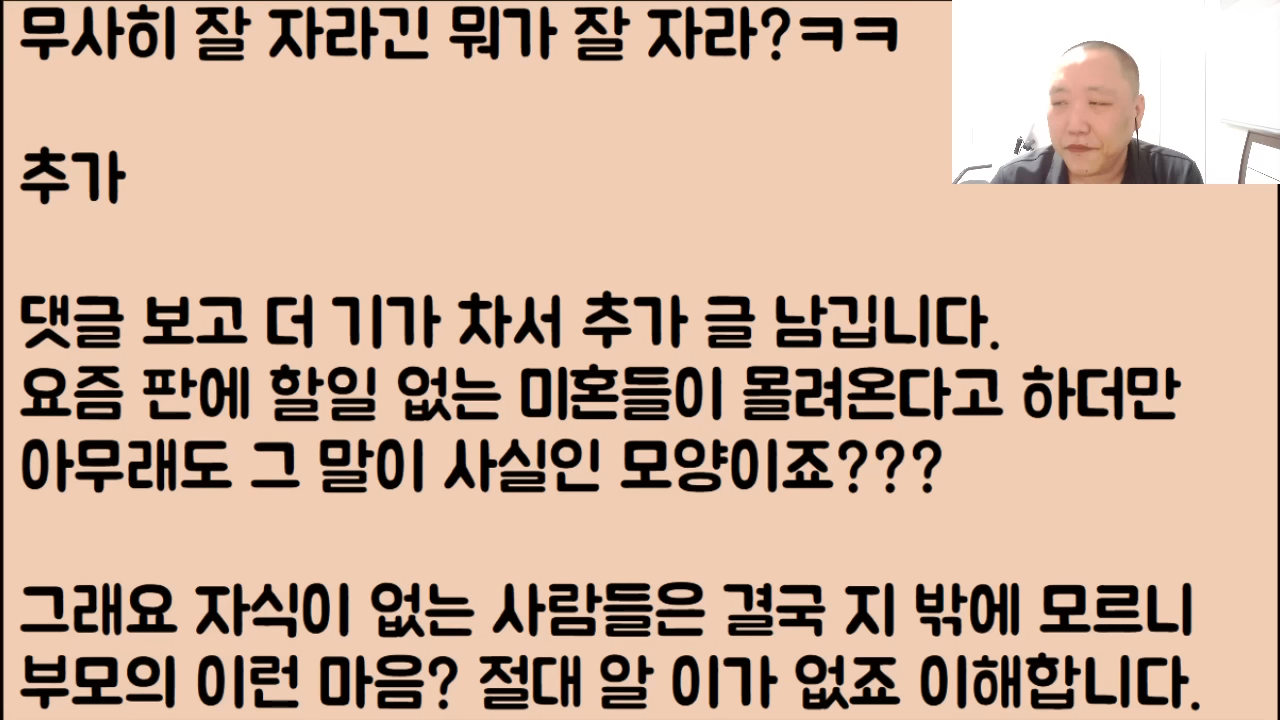 무사히 잘 자라긴 뭐가 잘 자라?ㅋㅋ
추가
댓글 보고 더 기가 차서 추가 글 남깁니다.
요즘 판에 할일 없는 미혼들이 몰려온다고 하더만
아무래도 그 말이 사실인 모양이죠???
그래요 자식이 없는 사람들은 결국 지 밖에 모르니
부모의 이런 마음? 절대 알 이가 없죠 이해합니다.